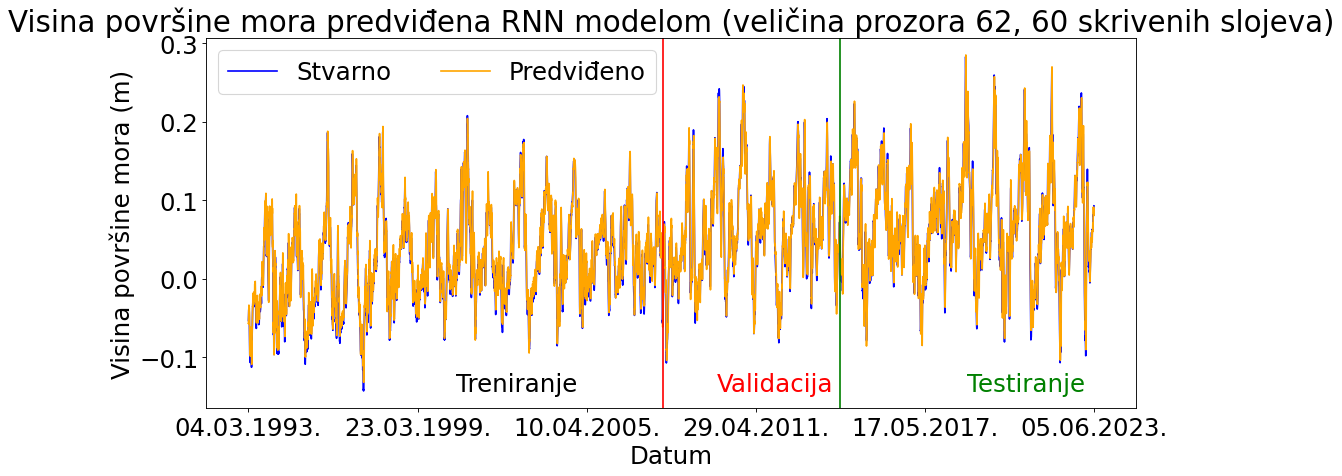 Visina površine mora predviđena RNN modelom (veličina prozora 62, 60 skrivenih slojeva)
Stvarno
Predviđeno
Visina površine mora (m)
0.3
0.2
0.1
0.0
−0.1
Treniranje
Validacija
Testiranje
04.03.1993.
23.03.1999.
10.04.2005.
29.04.2011.
17.05.2017.
05.06.2023.
Datum